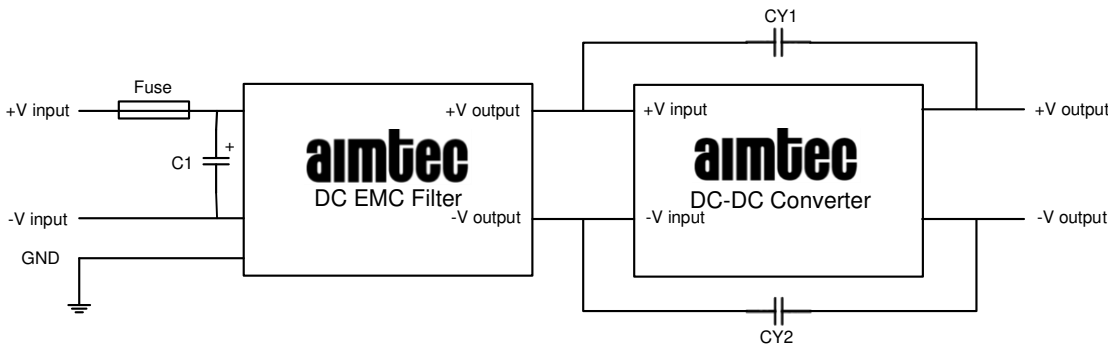 CY1
Fuse
+V input
C1
+
-V input
GND
+V output
aimtec
DC EMC Filter
-V output
+V input
aimtec
DC-DC Converter
-V input
+V output
-V output
CY2